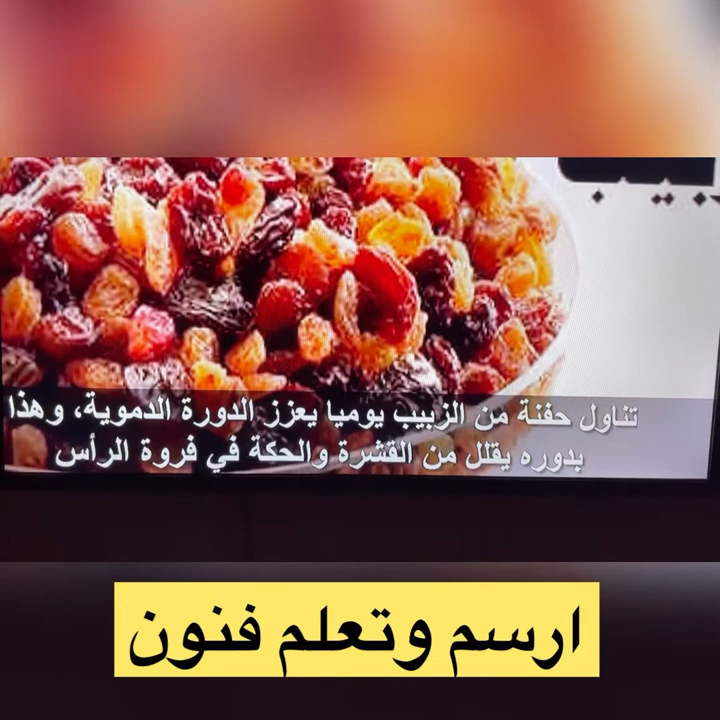 تناول حفنة من الزبيب يوميا يعزز الدورة الدموية، وهذا
بدوره يقلل من القشرة والحكة في فروة الرأس
ارسم وتعلم فنون